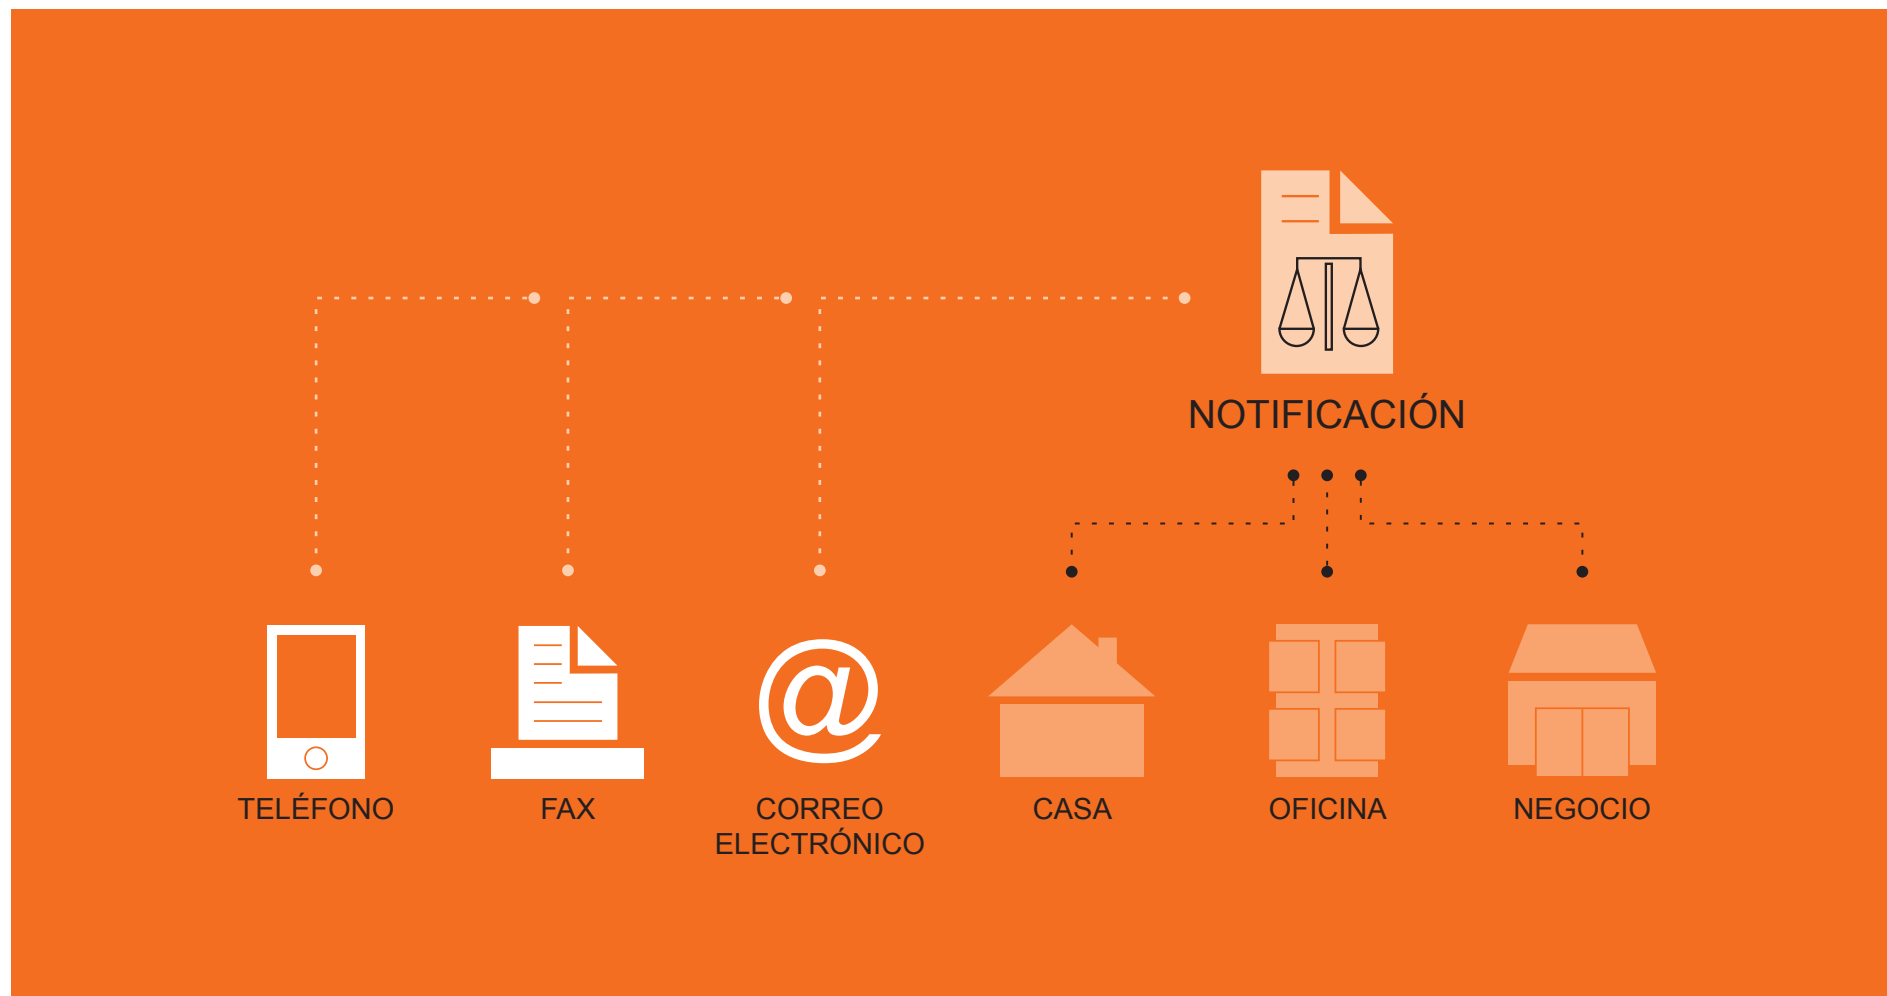 NOTIFICACIÓN
TELÉFONO
FAX
CORREO
ELECTRÓNICO
CASA
OFICINA
NEGOCIO